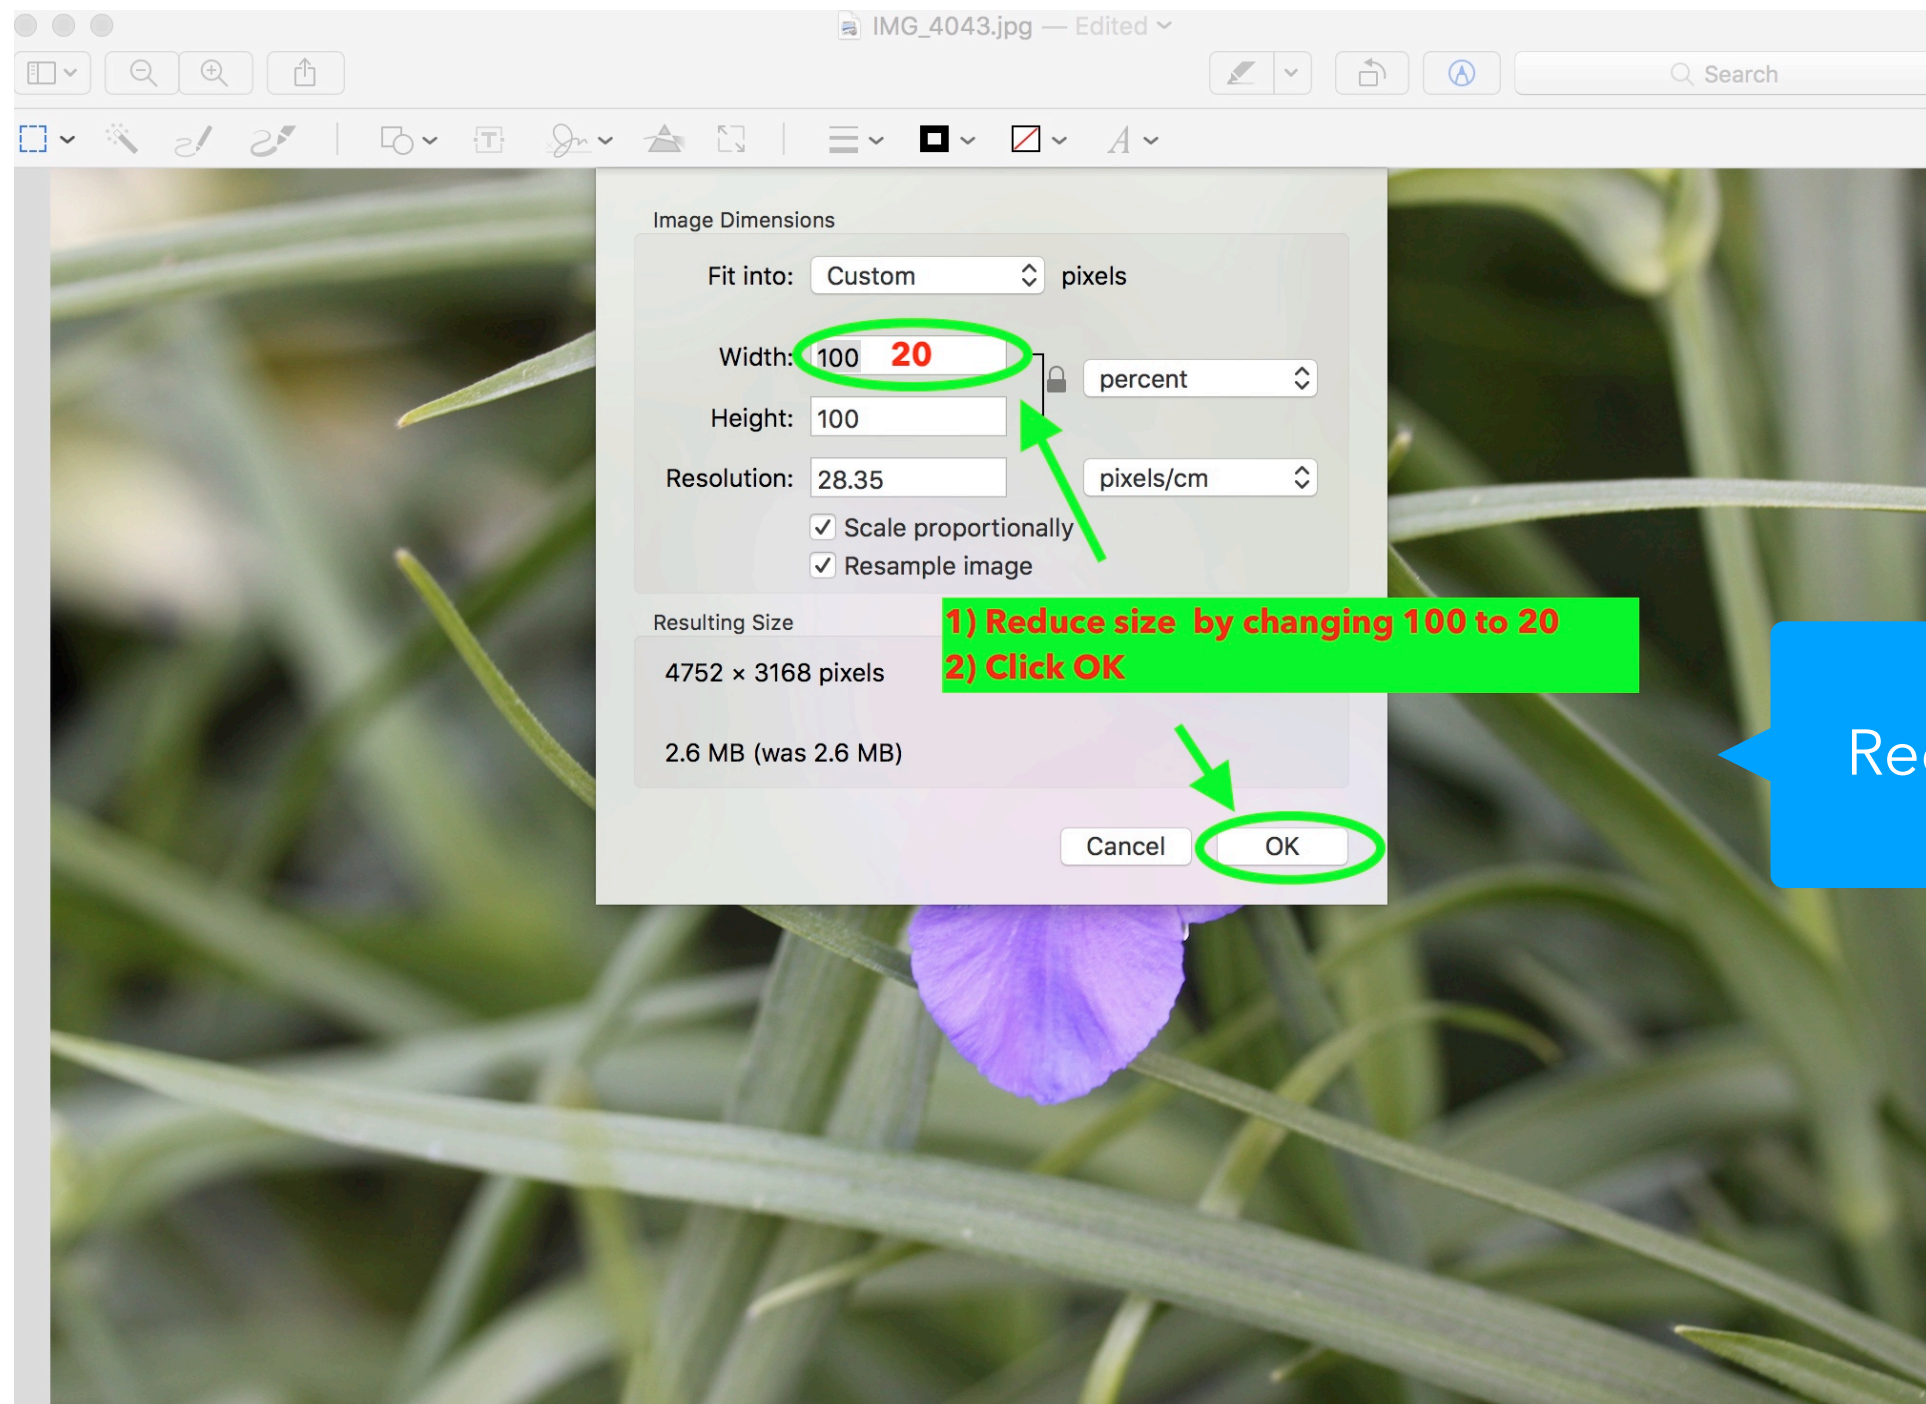 IMG_4043.jpg — Edited
Search
Image Dimensions
Fit into: Custom pixels
Width: 100 20
percent
Height: 100
Resolution: 28.35 pixels/cm
Scale proportionally
Resample image
Resulting Size
1) Reduce size by changing 100 to 20
4752 × 3168 pixels
2) Click OK
2.6 MB (was 2.6 MB)
Cancel OK